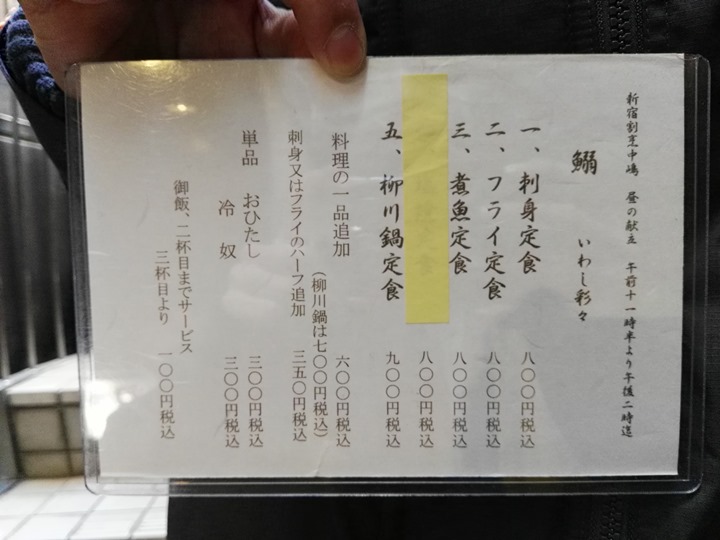 新宿割烹中嶋 昼の献立 午前十一時半より午後二時迄
鰯 いわし彩々
一、刺身定食 八〇〇円税込
二、フライ定食 八〇〇円税込
三、煮魚定食 八〇〇円税込
八〇〇円税込
五、柳川鍋定食 九〇〇円税込
料理の一品追加 六〇〇円税込
(柳川鍋は七〇〇円税込)
刺身又はフライのハーフ追加 三五〇円税込
単品 おひたし 三〇〇円税込
冷奴 三〇〇円税込
御飯、二杯目までサービス
三杯目より 一〇〇円税込